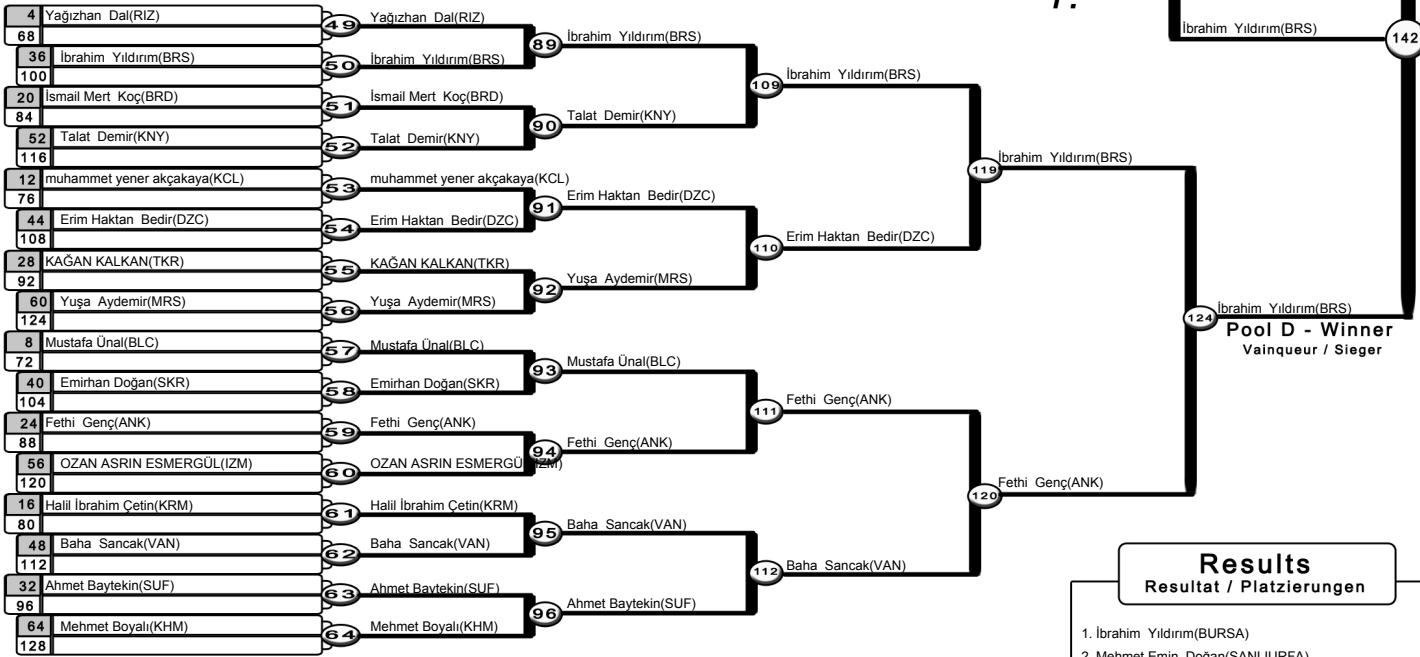 1.
4 Yağızhan Dal(RIZ)
68
36 İbrahim Yıldırım(BRS)
100
20 İsmail Mert Koç(BRD)
84
52 Talat Demir(KNY)
116
12 muhammet yener akçakaya(KCL)
76
44 Erim Haktan Bedir(DZC)
108
28 KAĞAN KALKAN(TKR)
92
60 Yuşa Aydemir(MRS)
124
8 Mustafa Ünal(BLC)
72
40 Emirhan Doğan(SKR)
104
24 Fethi Genç(ANK)
88
56 OZAN ASRIN ESMERGÜL(IZM)
120
16 Halil İbrahim Çetin(KRM)
80
48 Baha Sancak(VAN)
112
32 Ahmet Baytekin(SUF)
96
64 Mehmet Boyalı(KHM)
128
49 Yağızhan Dal(RIZ)
50 İbrahim Yıldırım(BRS)
51 İsmail Mert Koç(BRD)
52 Talat Demir(KNY)
53 muhammet yener akçakaya(KCL)
54 Erim Haktan Bedir(DZC)
55 KAĞAN KALKAN(TKR)
56 Yuşa Aydemir(MRS)
57 Mustafa Ünal(BLC)
58 Emirhan Doğan(SKR)
59 Fethi Genç(ANK)
60 OZAN ASRIN ESMERGÜL(IZM)
61 Halil İbrahim Çetin(KRM)
62 Baha Sancak(VAN)
63 Ahmet Baytekin(SUF)
64 Mehmet Boyalı(KHM)
89 İbrahim Yıldırım(BRS)
90 Talat Demir(KNY)
91 Erim Haktan Bedir(DZC)
92 Yuşa Aydemir(MRS)
93 Mustafa Ünal(BLC)
94 Fethi Genç(ANK)
95 Baha Sancak(VAN)
96 Ahmet Baytekin(SUF)
109 İbrahim Yıldırım(BRS)
110 Erim Haktan Bedir(DZC)
111 Fethi Genç(ANK)
112 Baha Sancak(VAN)
119 İbrahim Yıldırım(BRS)
120 Fethi Genç(ANK)
124 İbrahim Yıldırım(BRS)
Pool D - Winner
Vainqueur / Sieger
İbrahim Yıldırım(BRS)
142
Results
Resultat / Platzierungen
1. İbrahim Yıldırım(BURSA)
2. Mehmet Emin Doğan(ŞANLIURFA)